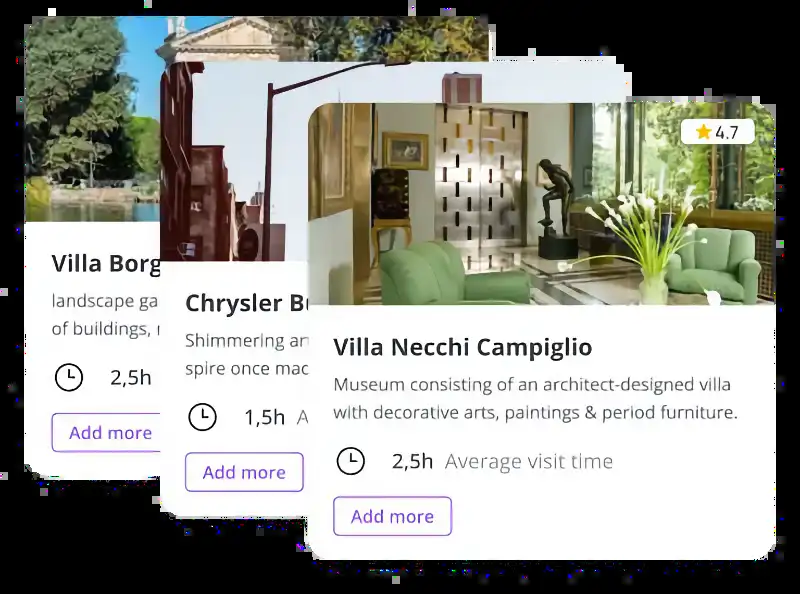 Villa Borg
landscape ga
of buildings,
2,5h
Add more
Chrysler
Shimmering
spire once mac
1,5h
Add more
4.7
Villa Necchi Campiglio
Museum consisting of an architect-designed villa
with decorative arts, paintings & period furniture.
2,5h Average visit time
Add more